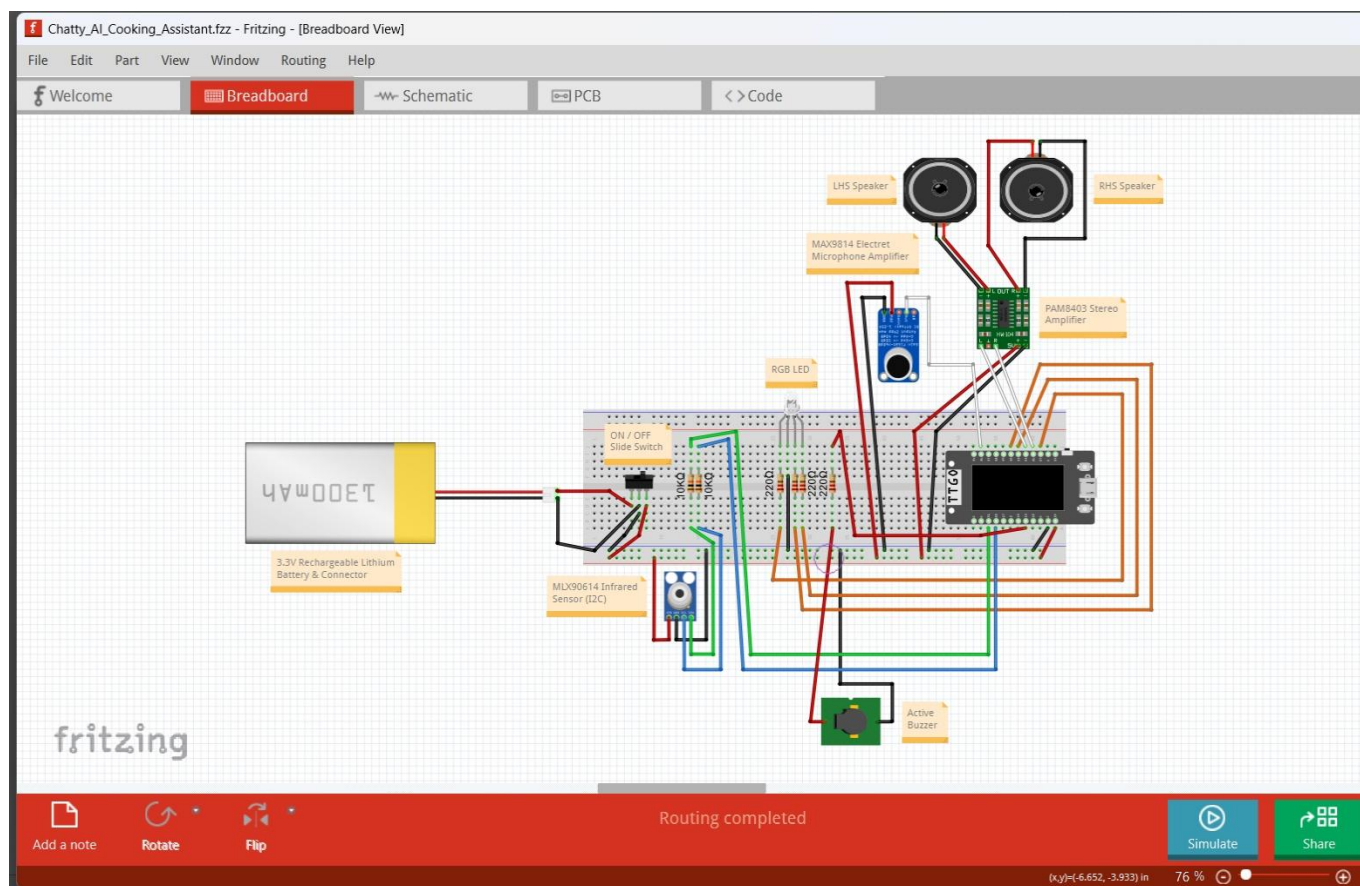 Chatty_AI_Cooking_Assistant.fzz - Fritzing - [Breadboard View]
File Edit Part View Window Routing Help
Welcome
Breadboard
Schematic
PCB
Code
LHS Speaker
RHS Speaker
MAX9814 Electret
Microphone Amplifier
PAM8403 Stereo
Amplifier
L OUT R
RGB LED
ON / OFF
Slide Switch
10KΩ
10KΩ
220Ω
220Ω
220Ω
TTGO
1300mAh
3.3V Rechargeable Lithium
Battery & Connector
MLX90614 Infrared
Sensor (I2C)
Active
Buzzer
fritzing
Add a note
Rotate
Flip
Routing completed
Simulate
Share
(x,y)=(-6.652, -3.933) in
76 %